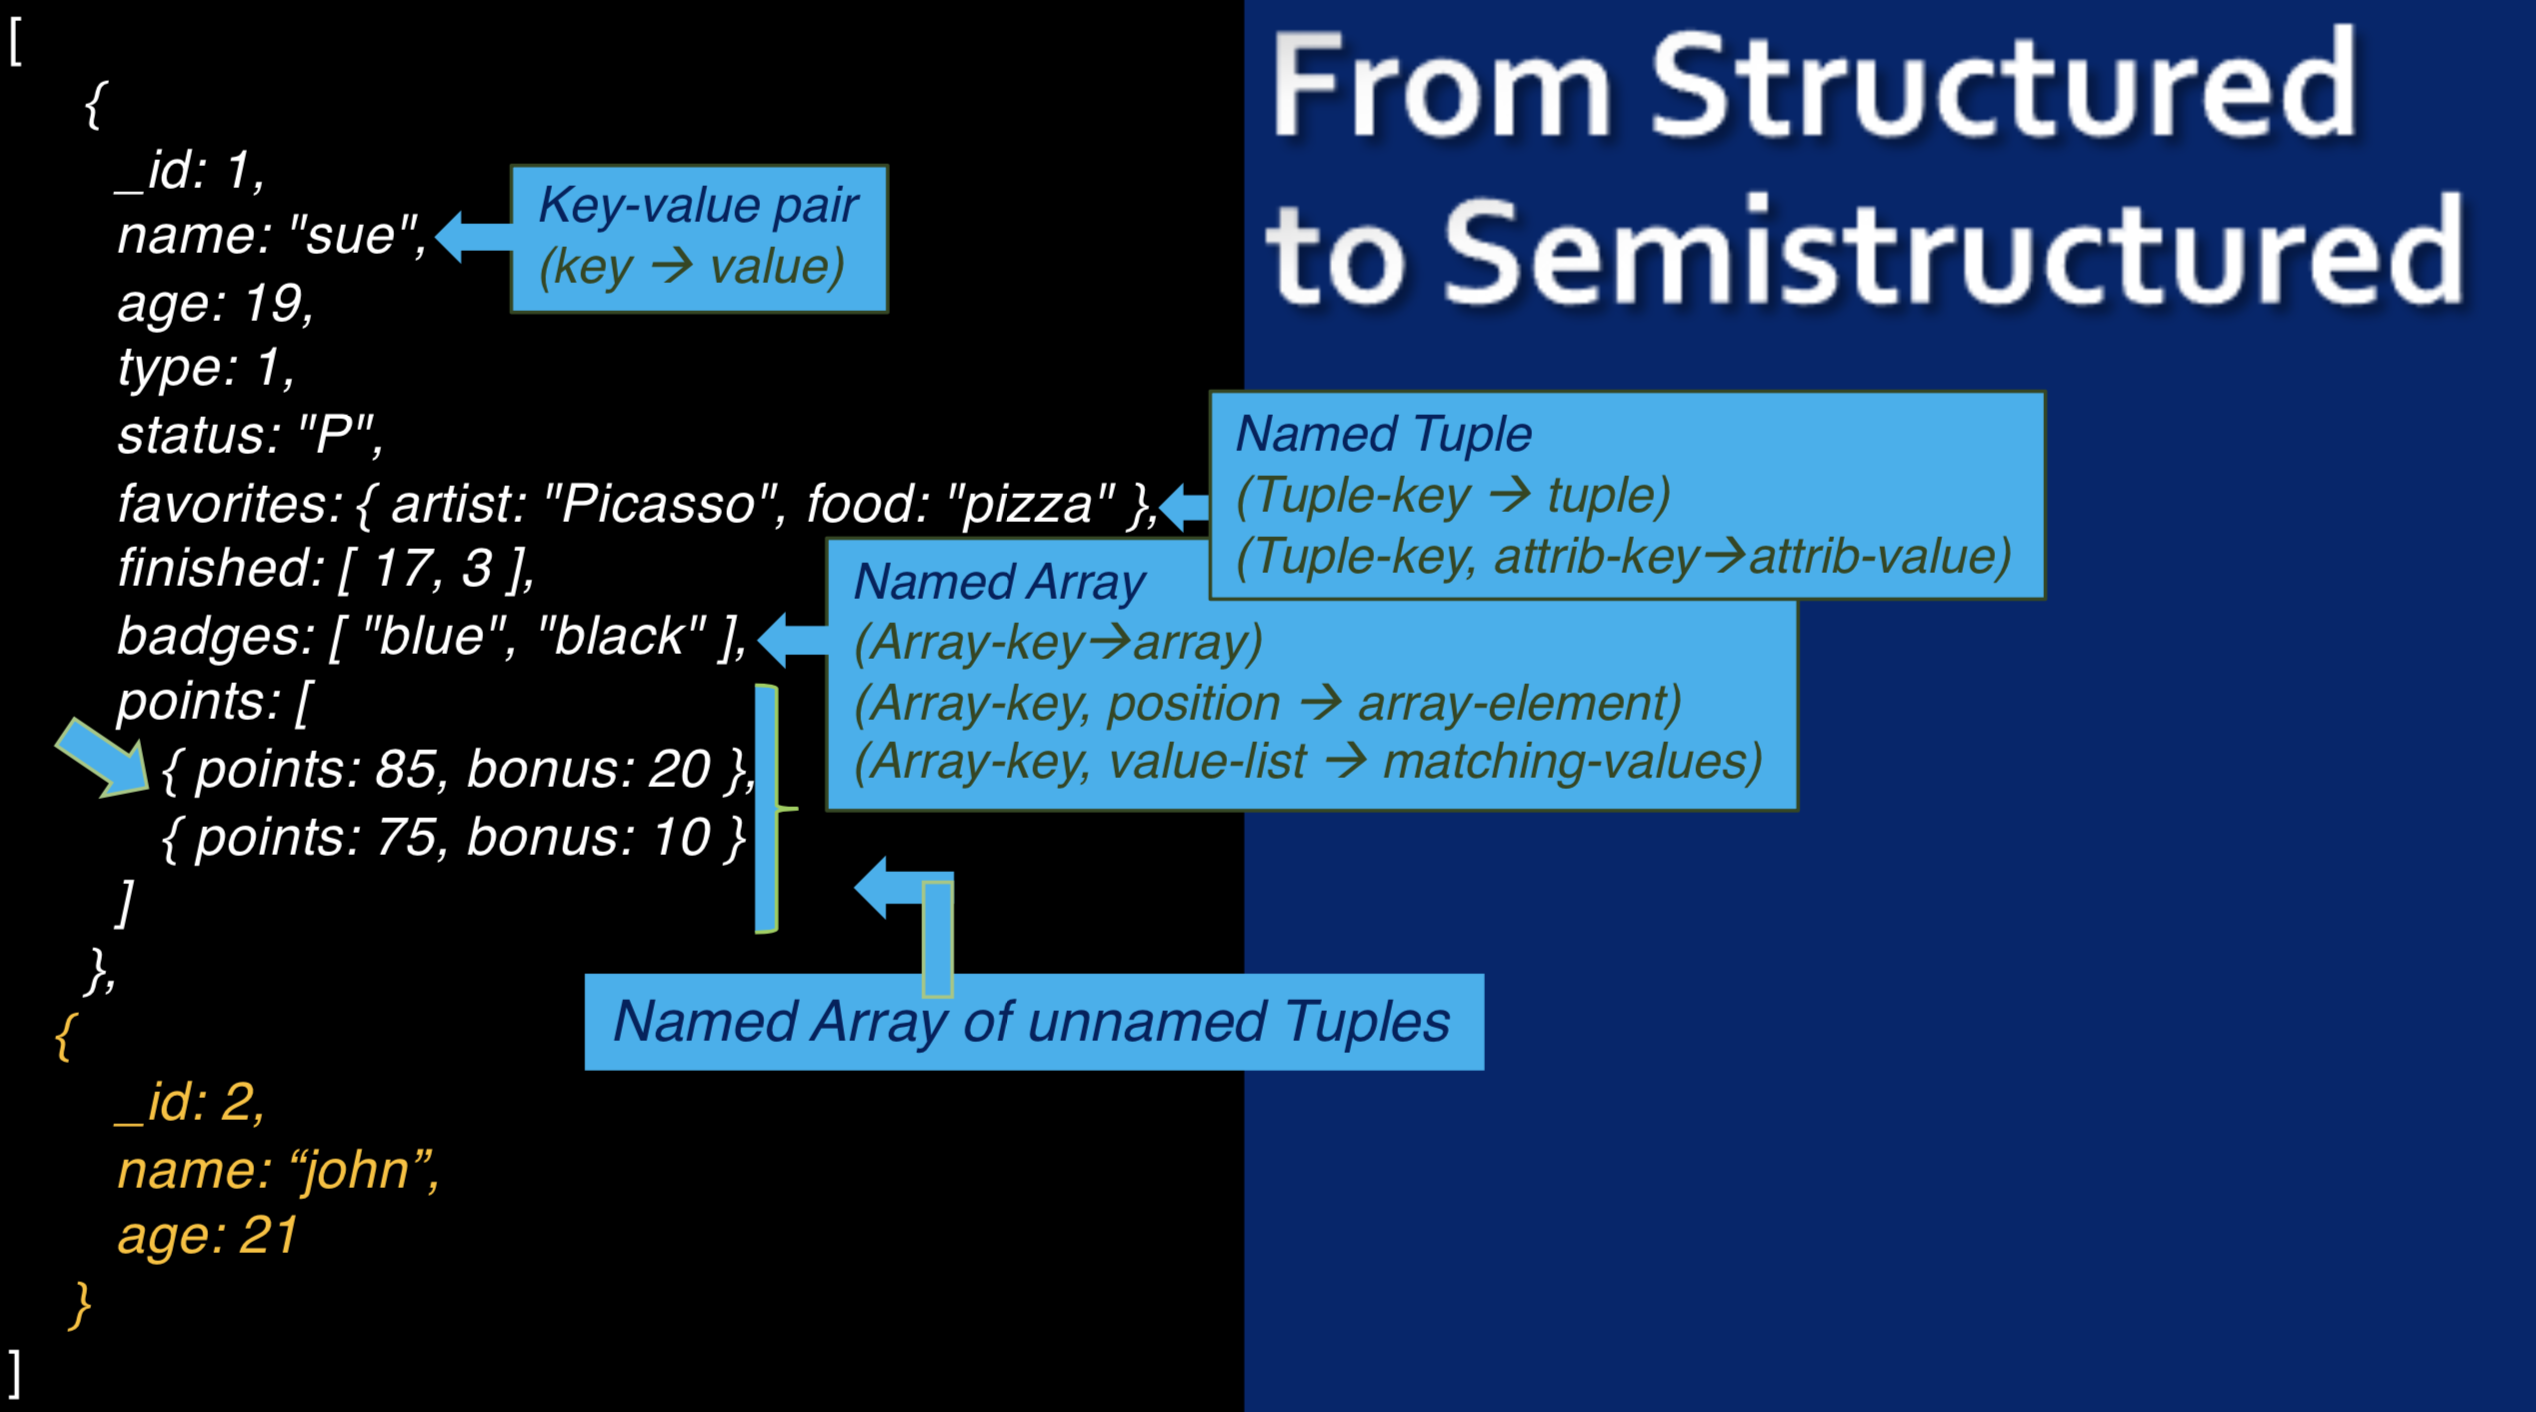 [
{
_id: 1,
name: "sue",
age: 19,
type: 1,
status: "P",
favorites: { artist: "Picasso", food: "pizza" },
finished: [ 17, 3 ],
badges: [ "blue", "black" ],
points: [
{ points: 85, bonus: 20 },
{ points: 75, bonus: 10 }
]
},
{
_id: 2,
name: “john”,
age: 21
}
]
Key-value pair
(key → value)
From Structured
to Semistructured
Named Tuple
(Tuple-key → tuple)
(Tuple-key, attrib-key→attrib-value)
Named Array
(Array-key→array)
(Array-key, position → array-element)
(Array-key, value-list → matching-values)
Named Array of unnamed Tuples